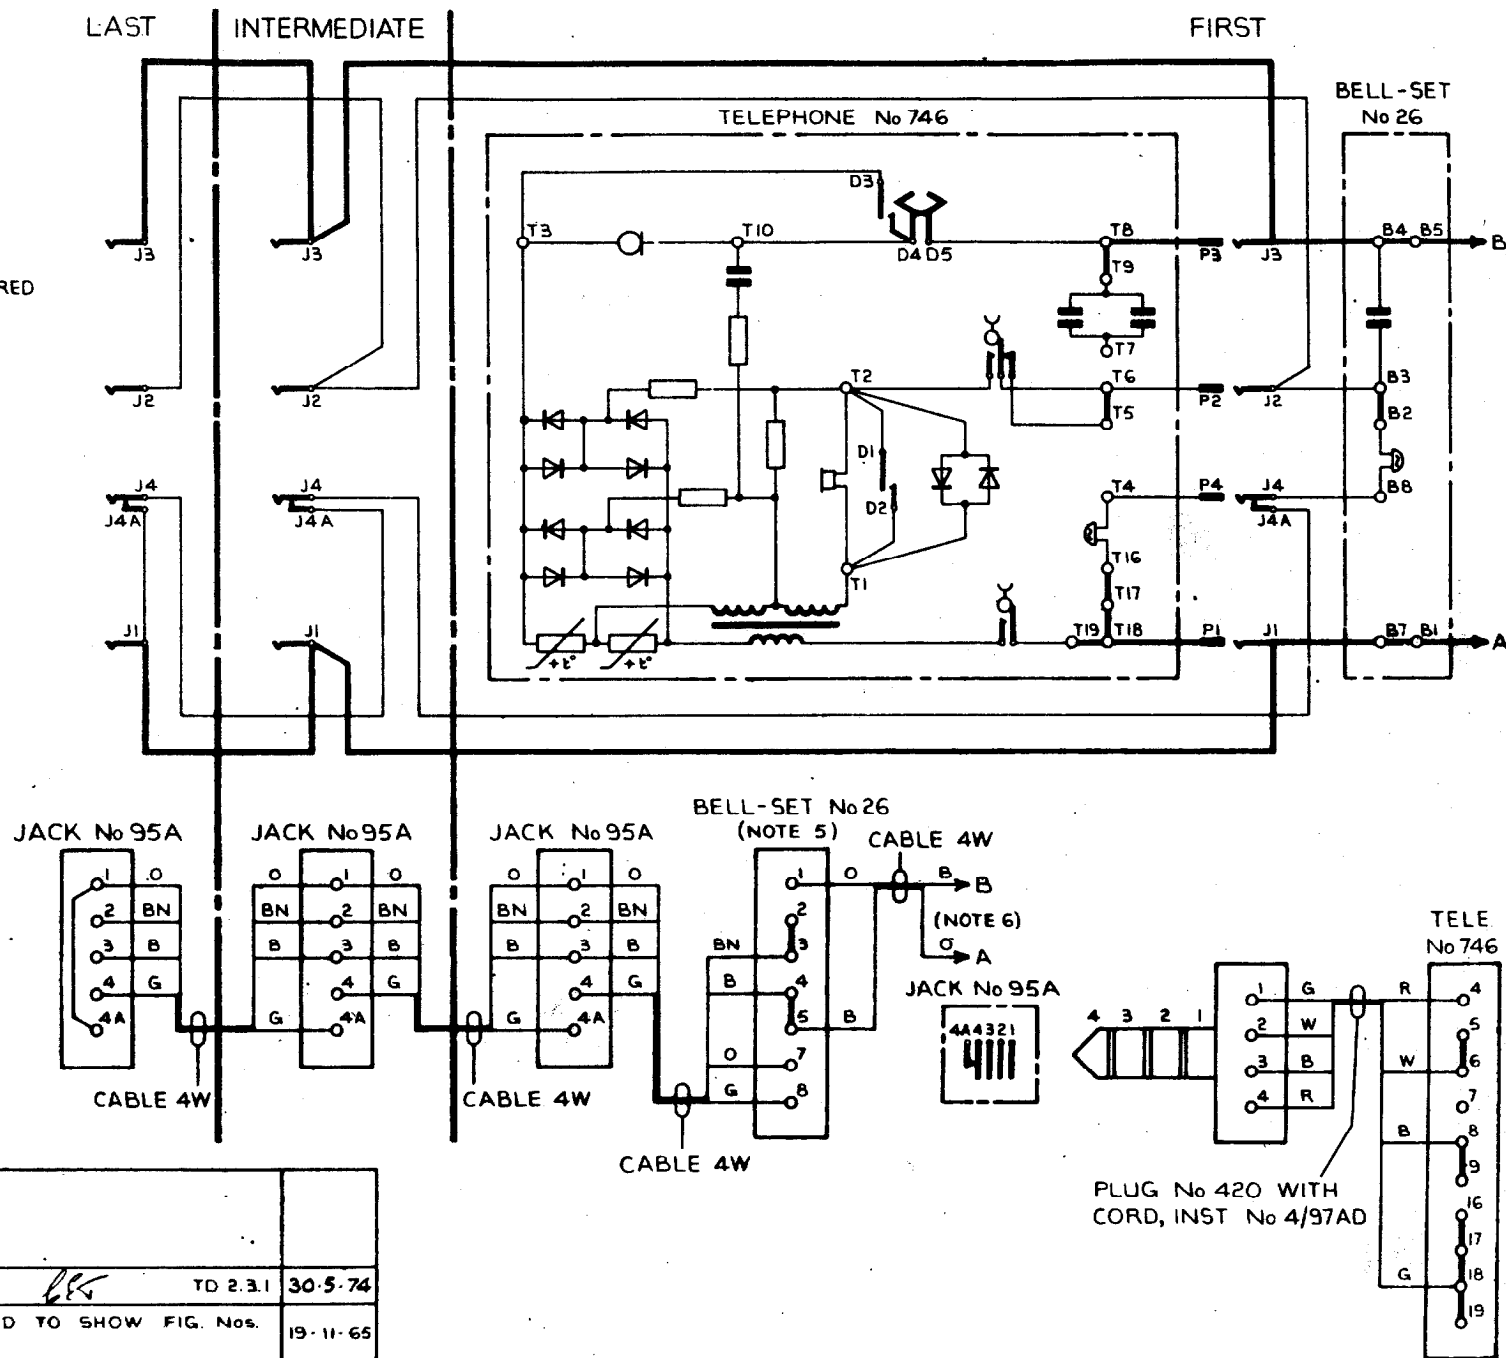 LAST
INTERMEDIATE
FIRST
BELL-SET
No 26
TELEPHONE No 746
D3
T3
T10
D4 D5
T8
P3
J3
B4 B5
B
J3
J3
T9
RED
T7
T2
T6
P2
J2
B3
J2
J2
T5
B2
D1
J4
J4
T4
P4
J4
B8
J4A
J4A
D2
J4A
T16
T1
T17
J1
J1
T19 T18
P1
J1
B7 B1
A
+t°
+t°
JACK No 95A
JACK No 95A
JACK No 95A
BELL-SET No 26
(NOTE 5)
CABLE 4W
1 O
O 1 O
O 1 O
1 O
B B
2 BN
BN 2 BN
BN 2 BN
2
(NOTE 6)
3 B
B 3 B
B 3 B
BN 3
O A
4 G
4 G
4 G
B 4
4A
G 4A
G 4A
5 B
O 7
G 8
CABLE 4W
CABLE 4W
CABLE 4W
JACK No 95A
4A 4 3 2 1
4 3 2 1
1 G
2 W
3 B
4 R
TELE
No 746
R 4
5
W 6
7
B 8
9
16
17
G 18
19
PLUG No 420 WITH
CORD, INST No 4/97AD
TD 2.3.1 30·5·74
D TO SHOW FIG. Nos. 19·11·65